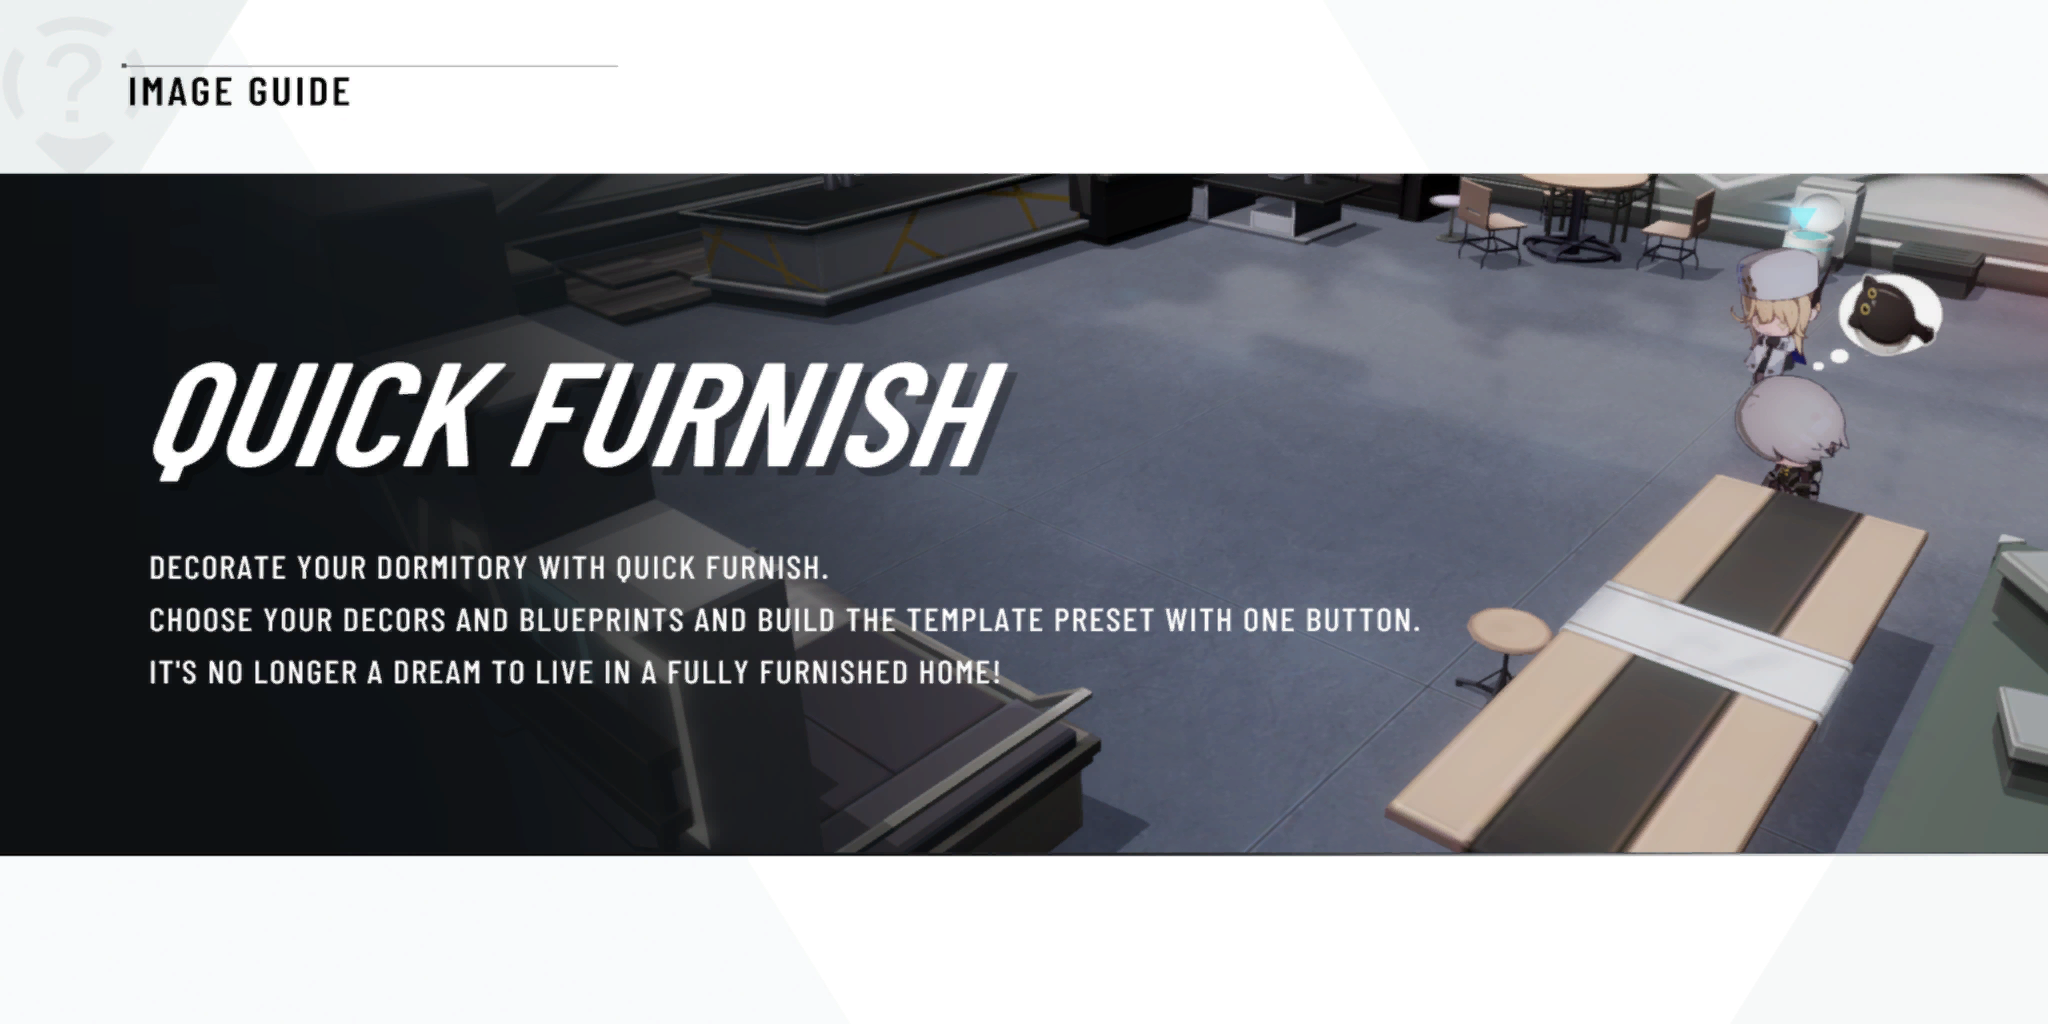 IMAGE GUIDE
QUICK FURNISH
DECORATE YOUR DORMITORY WITH QUICK FURNISH.
CHOOSE YOUR DECORS AND BLUEPRINTS AND BUILD THE TEMPLATE PRESET WITH ONE BUTTON.
IT'S NO LONGER A DREAM TO LIVE IN A FULLY FURNISHED HOME!